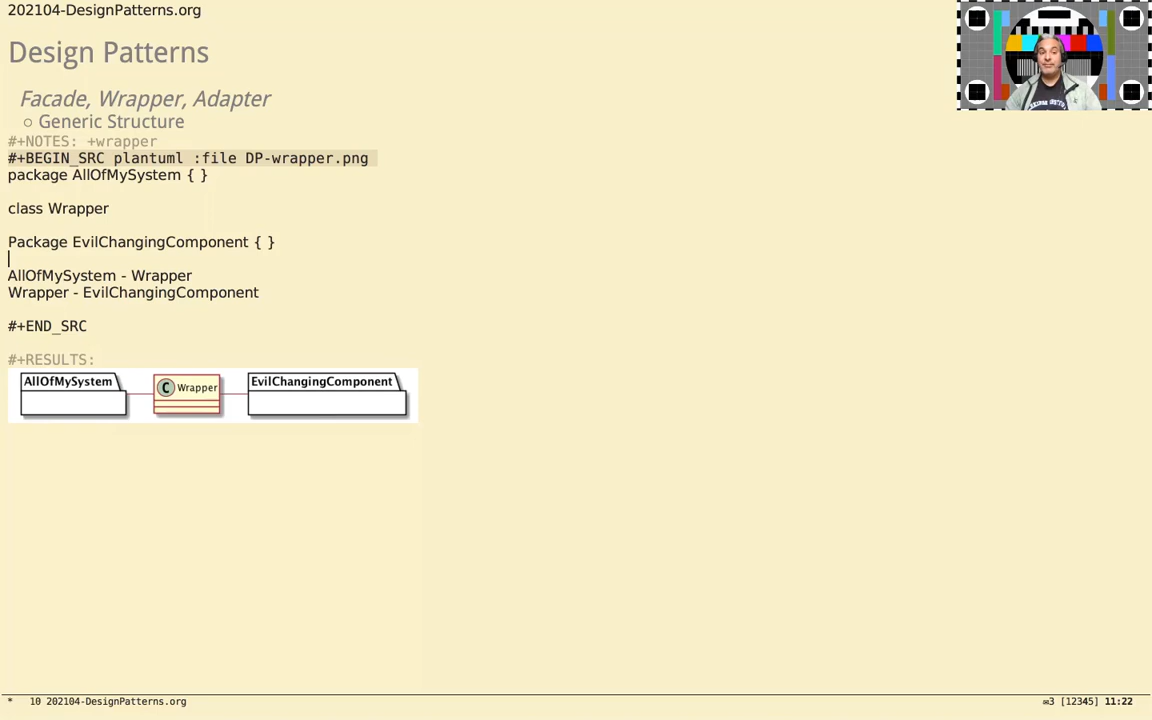 202104-DesignPatterns.org
Design Patterns
Facade, Wrapper, Adapter
○ Generic Structure
#+NOTES: +wrapper
#+BEGIN_SRC plantuml :file DP-wrapper.png
package AllOfMySystem { }
class Wrapper
Package EvilChangingComponent { }
AllOfMySystem - Wrapper
Wrapper - EvilChangingComponent
#+END_SRC
#+RESULTS:
AllOfMySystem
C Wrapper
EvilChangingComponent
* 10 202104-DesignPatterns.org
✉3 [12345] 11:22